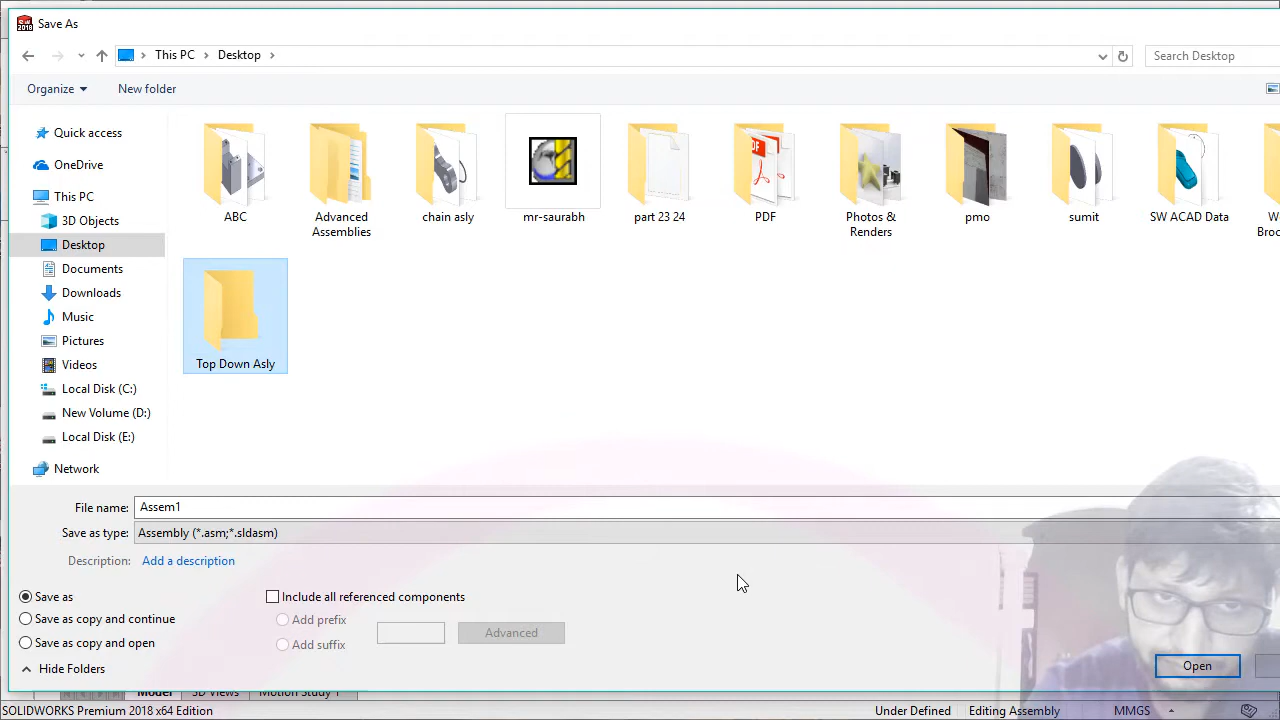 Save As
This PC
Desktop
Search Desktop
Organize
New folder
Quick access
OneDrive
This PC
3D Objects
Desktop
Documents
Downloads
Music
Pictures
Videos
Local Disk (C:)
New Volume (D:)
Local Disk (E:)
Network
ABC
Advanced
Assemblies
chain asly
mr-saurabh
part 23 24
PDF
Photos &
Renders
pmo
sumit
SW ACAD Data
Top Down Asly
File name: Assem1
Save as type: Assembly (*.asm;*.sldasm)
Description: Add a description
Save as
Save as copy and continue
Save as copy and open
Include all referenced components
Add prefix
Add suffix
Advanced
Hide Folders
Open
Model
3D Views
Motion Study 1
SOLIDWORKS Premium 2018 x64 Edition
Under Defined
Editing Assembly
MMGS